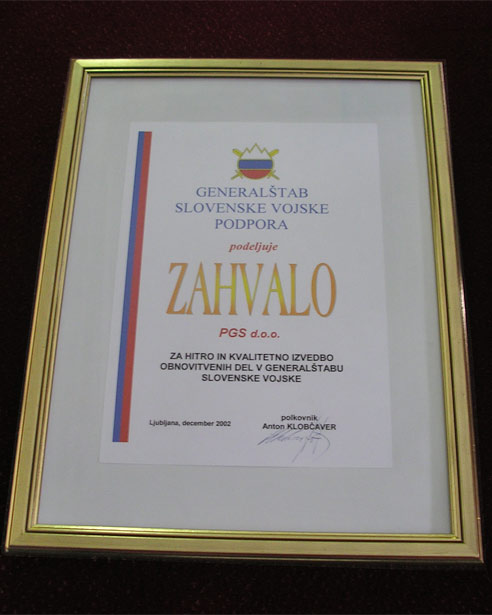 GENERALŠTAB
SLOVENSKE VOJSKE
PODPORA
podeljuje
ZAHVALO
PGS d.o.o.
ZA HITRO IN KVALITETNO IZVEDBO
OBNOVITVENIH DEL V GENERALŠTABU
SLOVENSKE VOJSKE
Ljubljana, december 2002
polkovnik
Anton KLOBČAVER